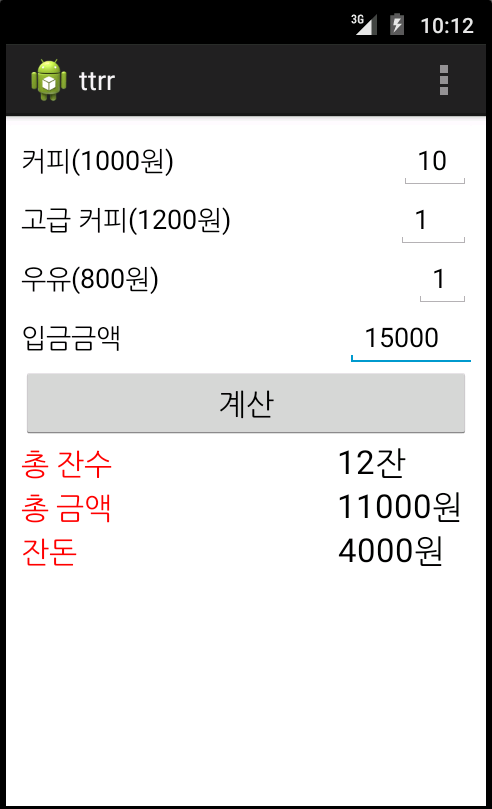 3G 10:12
ttrr
커피(1000원) 10
고급 커피(1200원) 1
우유(800원) 1
입금금액 15000
계산
총 잔수 12잔
총 금액 11000원
잔돈 4000원